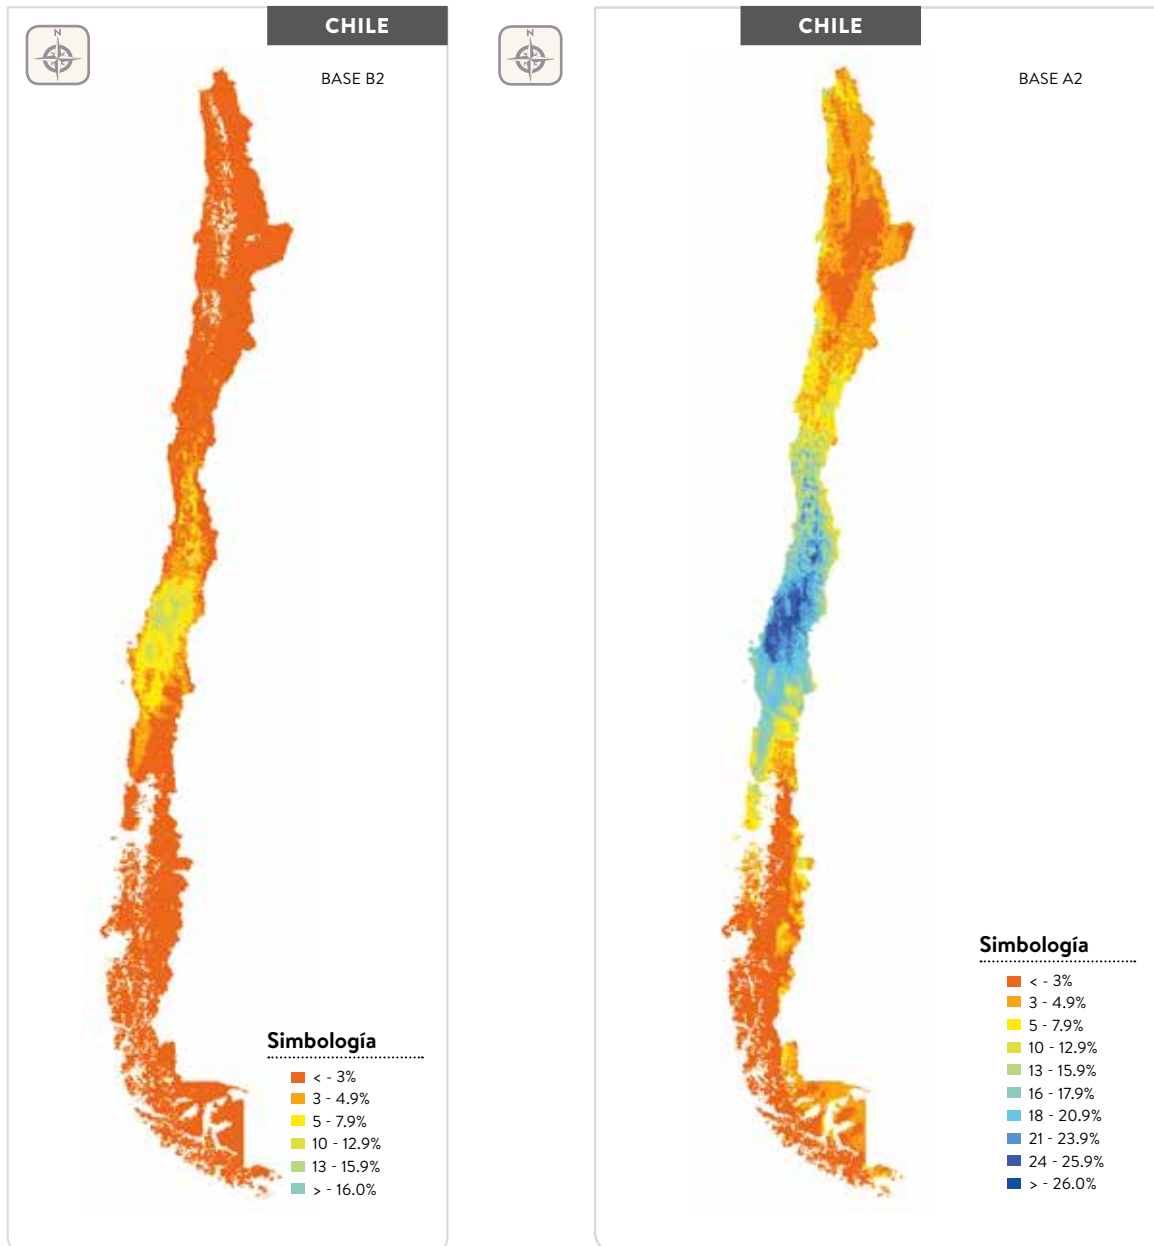 CHILE
N
BASE B2
Simbología
< - 3%
3 - 4.9%
5 - 7.9%
10 - 12.9%
13 - 15.9%
> - 16.0%
CHILE
N
BASE A2
Simbología
< - 3%
3 - 4.9%
5 - 7.9%
10 - 12.9%
13 - 15.9%
16 - 17.9%
18 - 20.9%
21 - 23.9%
24 - 25.9%
> - 26.0%